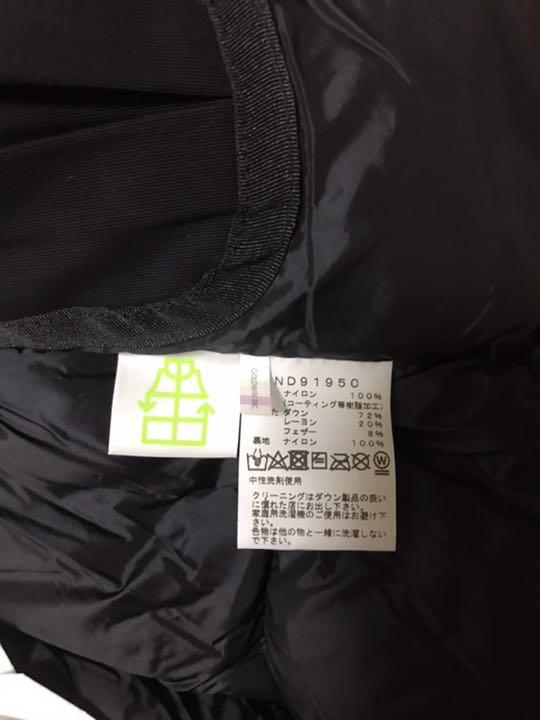 GOLDWIN INC.
ND91950
ナイロン 100%
(コーティング等樹脂加工)
た ダウン 72%
レーヨン 20%
フェザー 8%
裏地 ナイロン 100%
中性洗剤使用
クリーニングはダウン製品の扱い
に慣れた店にお出し下さい。
家庭用洗濯機のご使用はお避け下
さい。
色物は他の物と一緒に洗濯しない
で下さい。